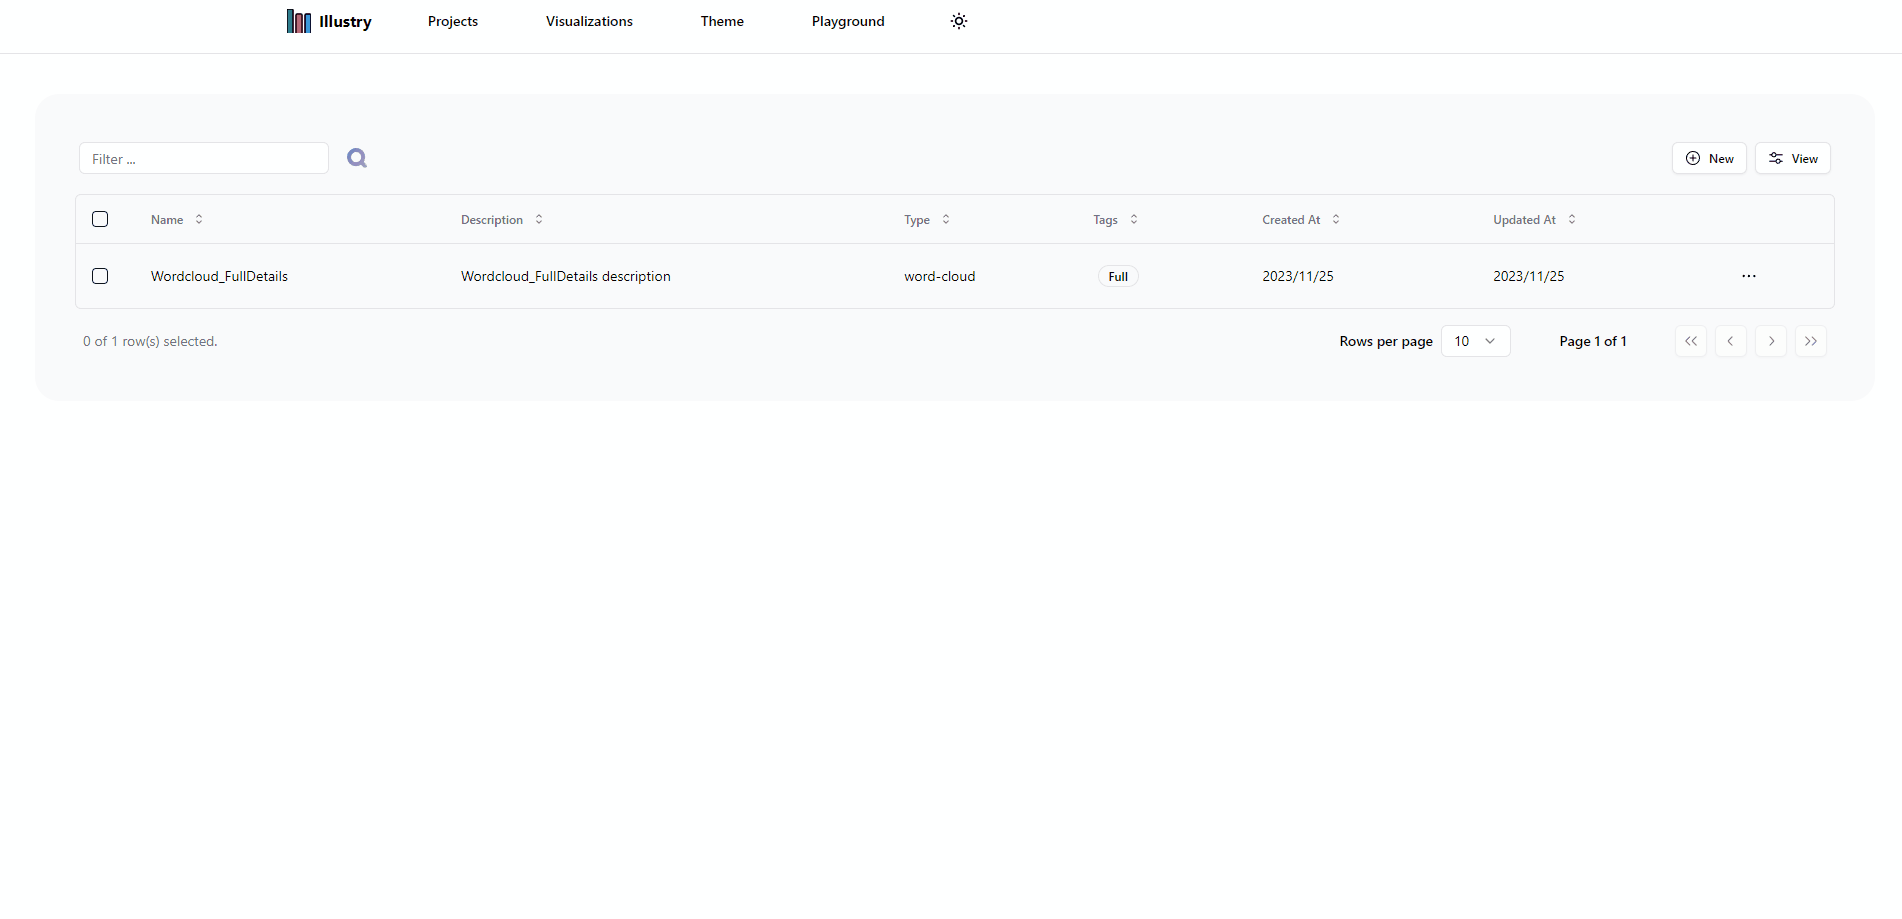 Illustry Projects Visualizations Theme Playground
Filter ... New View
Name Description Type Tags Created At Updated At
Wordcloud_FullDetails Wordcloud_FullDetails description word-cloud Full 2023/11/25 2023/11/25
0 of 1 row(s) selected. Rows per page 10 Page 1 of 1